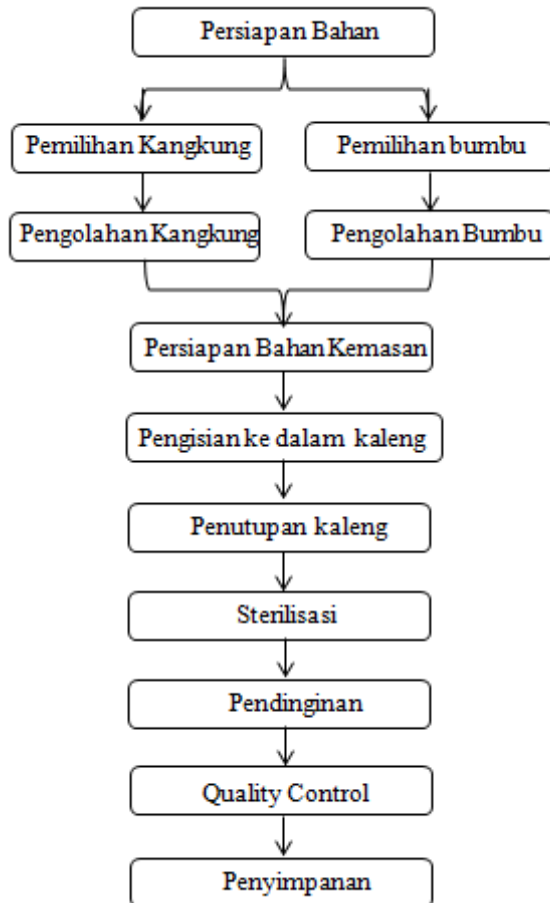 Persiapan Bahan
Pemilihan Kangkung
Pemilihan bumbu
Pengolahan Kangkung
Pengolahan Bumbu
Persiapan Bahan Kemasan
Pengisian ke dalam kaleng
Penutupan kaleng
Sterilisasi
Pendinginan
Quality Control
Penyimpanan